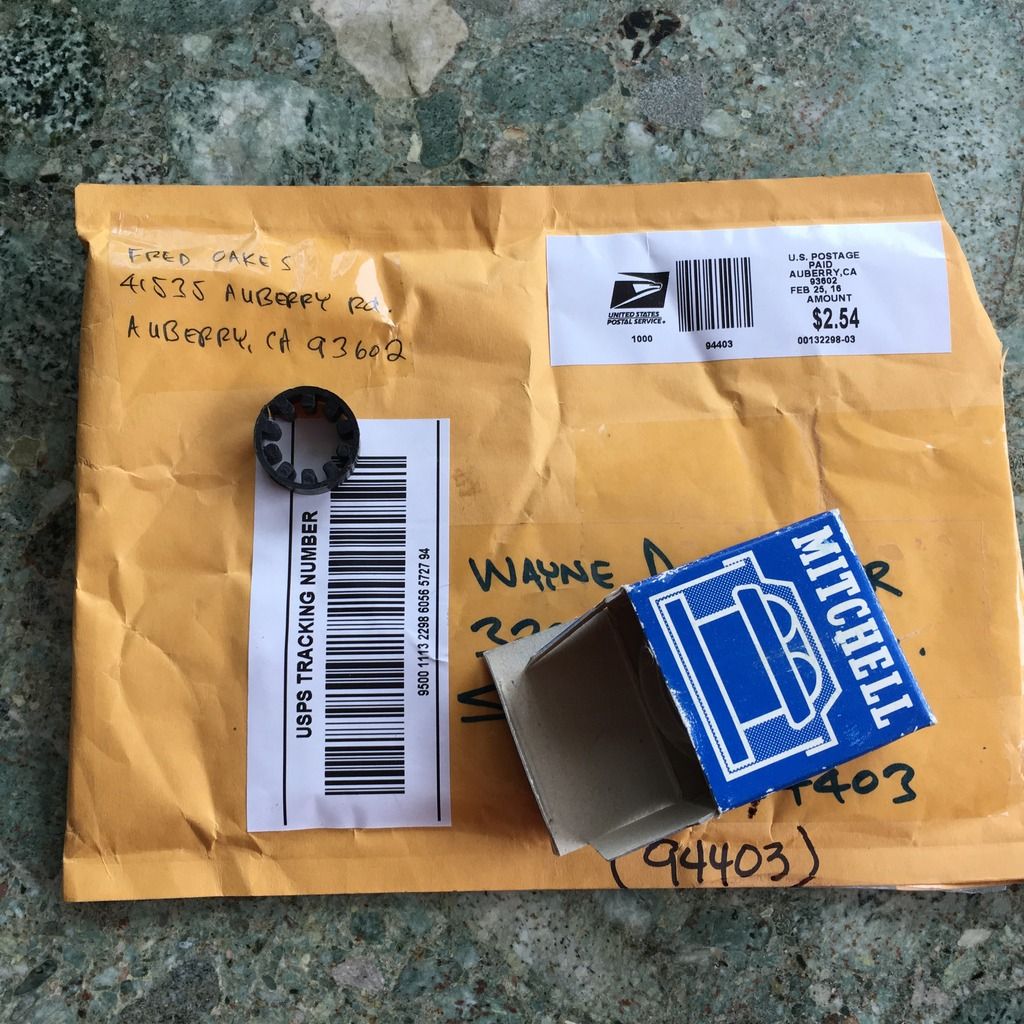 FRED OAKES
41535 AUBERRY Rd.
AUBERRY, CA 93602
UNITED STATES
POSTAL SERVICE®
1000
94403
U.S. POSTAGE
PAID
AUBERRY,CA
93602
FEB 25, 16
AMOUNT
$2.54
00132298-03
USPS TRACKING NUMBER
9500 1113 2298 6056 5727 94
WAYNE
MITCHELL
4403
(94403)